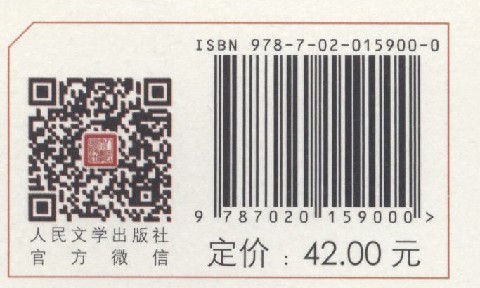 ISBN 978-7-02-015900-0
9 787020 159000 >
人民文学出版社
官方微信
定价：42.00 元